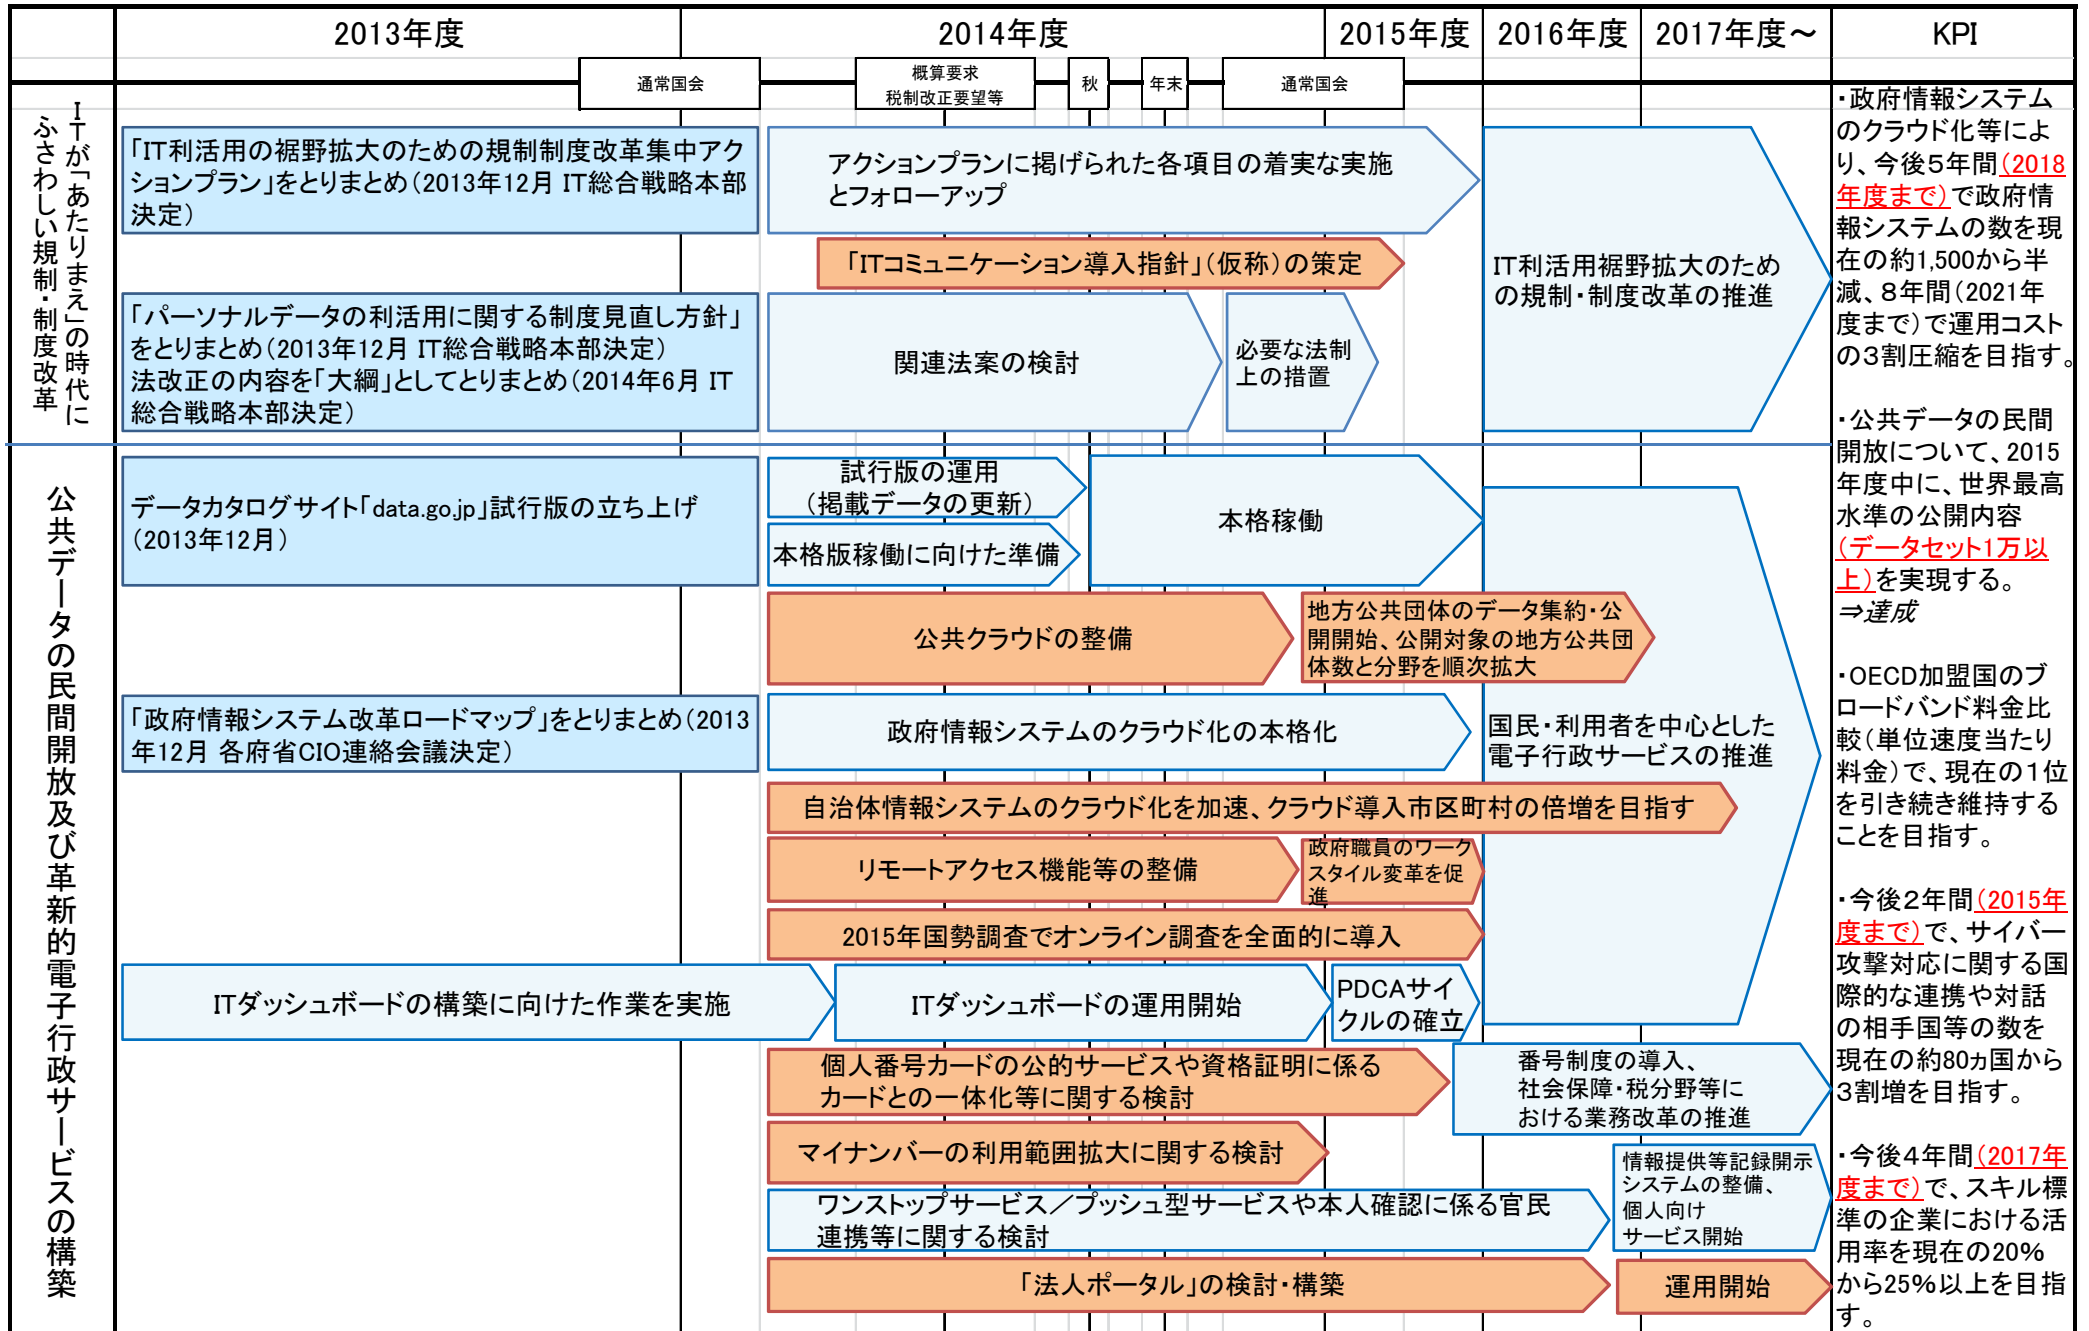 2013年度
2014年度
2015年度
2016年度
2017年度～
KPI
通常国会
概算要求
税制改正要望等
秋
年末
通常国会
ITが「あたりまえ」の時代に
ふさわしい規制・制度改革
「IT利活用の裾野拡大のための規制制度改革集中アク
ションプラン」をとりまとめ（2013年12月 IT総合戦略本部
決定）
アクションプランに掲げられた各項目の着実な実施
とフォローアップ
「ITコミュニケーション導入指針」（仮称）の策定
IT利活用裾野拡大のため
の規制・制度改革の推進
「パーソナルデータの利活用に関する制度見直し方針」
をとりまとめ（2013年12月 IT総合戦略本部決定）
法改正の内容を「大綱」としてとりまとめ（2014年6月 IT
総合戦略本部決定）
関連法案の検討
必要な法制
上の措置
公共データの民間開放及び革新的電子行政サービスの構築
データカタログサイト「data.go.jp」試行版の立ち上げ
（2013年12月）
試行版の運用
（掲載データの更新）
本格版稼働に向けた準備
本格稼働
公共クラウドの整備
地方公共団体のデータ集約・公
開開始、公開対象の地方公共団
体数と分野を順次拡大
「政府情報システム改革ロードマップ」をとりまとめ（2013
年12月 各府省CIO連絡会議決定）
政府情報システムのクラウド化の本格化
国民・利用者を中心とした
電子行政サービスの推進
自治体情報システムのクラウド化を加速、クラウド導入市区町村の倍増を目指す
リモートアクセス機能等の整備
政府職員のワーク
スタイル変革を促
進
2015年国勢調査でオンライン調査を全面的に導入
ITダッシュボードの構築に向けた作業を実施
ITダッシュボードの運用開始
PDCAサイ
クルの確立
個人番号カードの公的サービスや資格証明に係る
カードとの一体化等に関する検討
番号制度の導入、
社会保障・税分野等に
おける業務改革の推進
マイナンバーの利用範囲拡大に関する検討
ワンストップサービス／プッシュ型サービスや本人確認に係る官民
連携等に関する検討
情報提供等記録開示
システムの整備、
個人向け
サービス開始
「法人ポータル」の検討・構築
運用開始
・政府情報システム
のクラウド化等によ
り、今後５年間（2018
年度まで）で政府情
報システムの数を現
在の約1,500から半
減、８年間（2021年
度まで）で運用コスト
の３割圧縮を目指す。
・公共データの民間
開放について、2015
年度中に、世界最高
水準の公開内容
（データセット1万以
上）を実現する。
⇒達成
・OECD加盟国のブ
ロードバンド料金比
較（単位速度当たり
料金）で、現在の１位
を引き続き維持する
ことを目指す。
・今後２年間（2015年
度まで）で、サイバー
攻撃対応に関する国
際的な連携や対話
の相手国等の数を
現在の約80ヵ国から
３割増を目指す。
・今後４年間（2017年
度まで）で、スキル標
準の企業における活
用率を現在の20%
から25%以上を目指
す。